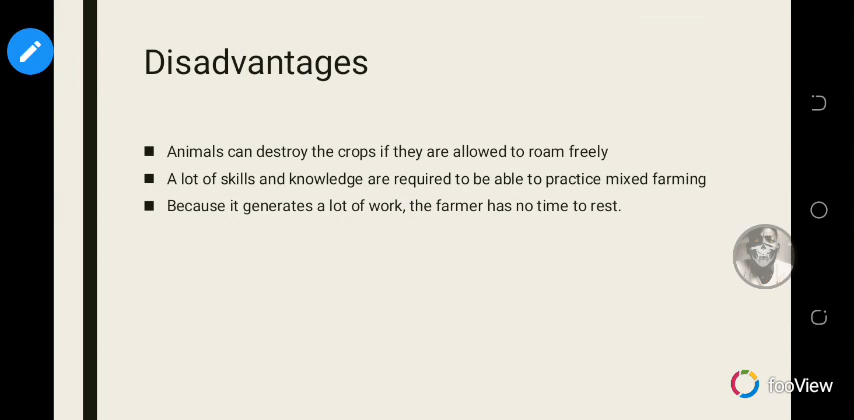 Disadvantages
Animals can destroy the crops if they are allowed to roam freely
A lot of skills and knowledge are required to be able to practice mixed farming
Because it generates a lot of work, the farmer has no time to rest.
fooView